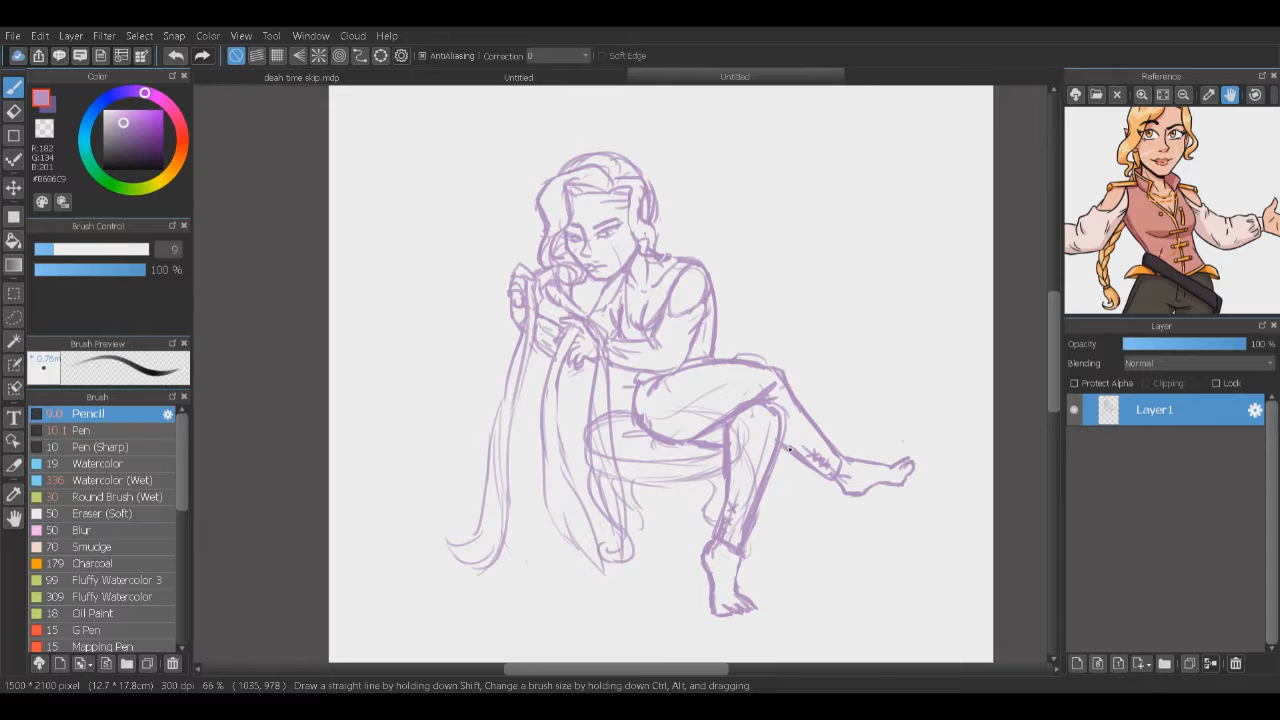 File Edit Layer Filter Select Snap Color View Tool Window Cloud Help
AntiAliasing Correction 0 Soft Edge
deah time skip.mdp Untitled Untitled
Color
R:182
G:134
B:201
#B686C9
Brush Control
9
100 %
Brush Preview
* 0.76m
Brush
9.0 Pencil
10.1 Pen
10 Pen (Sharp)
19 Watercolor
336 Watercolor (Wet)
30 Round Brush (Wet)
50 Eraser (Soft)
50 Blur
70 Smudge
179 Charcoal
99 Fluffy Watercolor 3
309 Fluffy Watercolor
18 Oil Paint
15 G Pen
15 Mapping Pen
Reference
Layer
Opacity 100 %
Blending Normal
Protect Alpha Clipping Lock
Layer1
1500 * 2100 pixel (12.7 * 17.8cm) 300 dpi 66 % ( 1035, 978 ) Draw a straight line by holding down Shift, Change a brush size by holding down Ctrl, Alt, and dragging